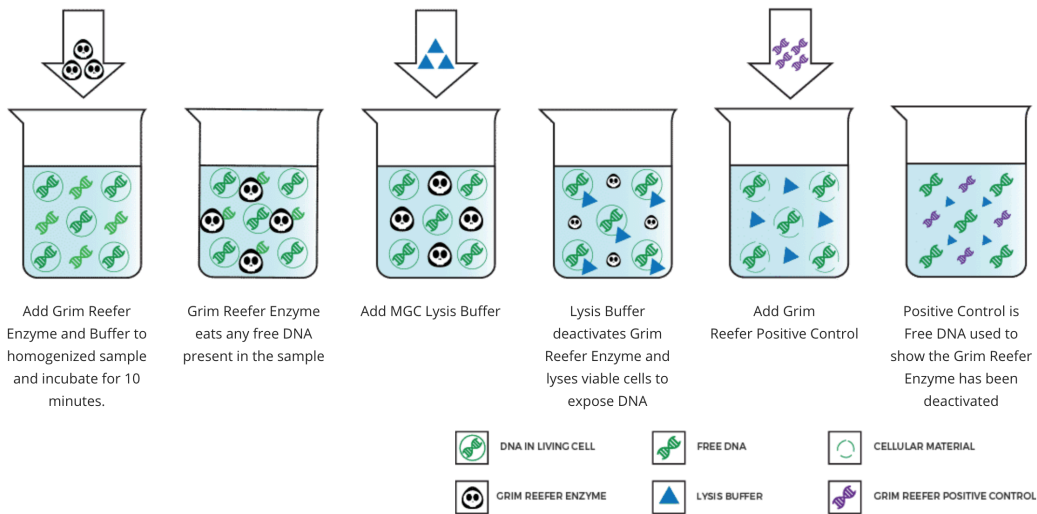 Add Grim Reefer
Enzyme and Buffer to
homogenized sample
and incubate for 10
minutes.
Grim Reefer Enzyme
eats any free DNA
present in the sample
Add MGC Lysis Buffer
Lysis Buffer
deactivates Grim
Reefer Enzyme and
lyses viable cells to
expose DNA
Add Grim
Reefer Positive Control
Positive Control is
Free DNA used to
show the Grim Reefer
Enzyme has been
deactivated
DNA IN LIVING CELL
FREE DNA
CELLULAR MATERIAL
GRIM REEFER ENZYME
LYSIS BUFFER
GRIM REEFER POSITIVE CONTROL